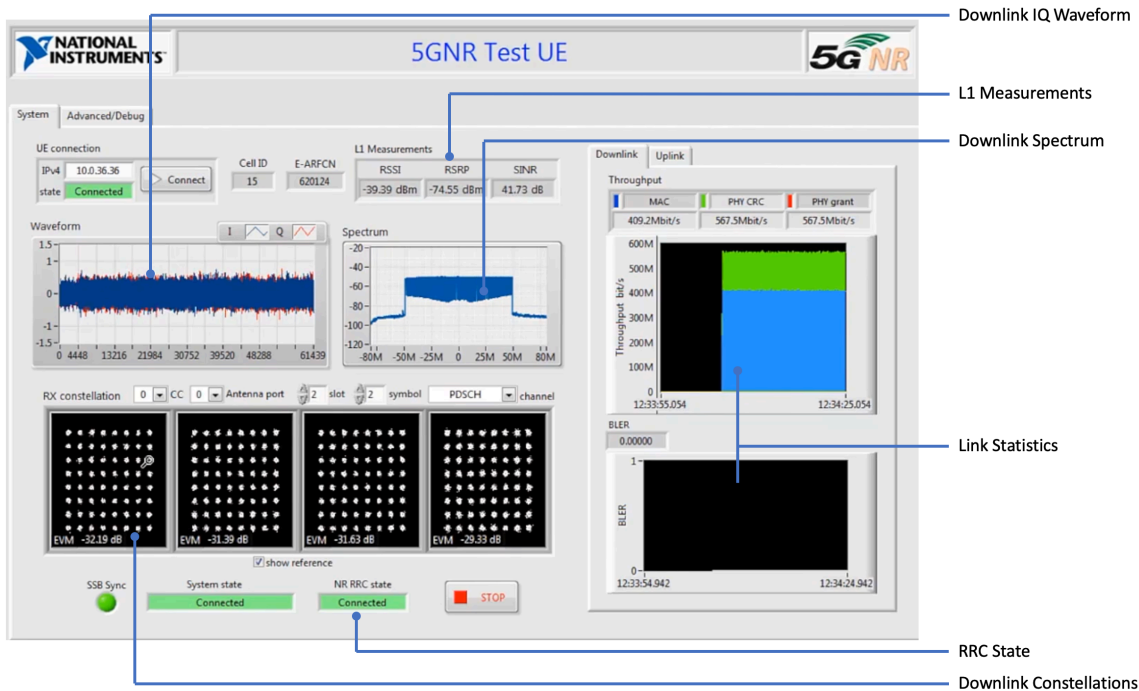 Downlink IQ Waveform
NATIONAL
INSTRUMENTS
5GNR Test UE
5G NR
L1 Measurements
Downlink Spectrum
System
Advanced/Debug
UE connection
IPv4 10.0.36.36
state Connected
Connect
Cell ID
15
E-ARFCN
620124
L1 Measurements
RSSI RSRP SINR
-39.39 dBm -74.55 dBm 41.73 dB
Downlink Uplink
Throughput
MAC PHY CRC PHY grant
409.2Mbit/s 567.5Mbit/s 567.5Mbit/s
Waveform
I Q
1.5
1
0
-1
-1.5
0 4448 13216 21984 30752 39520 48288 61439
Spectrum
-20
-40
-60
-80
-100
-120
-80M -50M -25M 0 25M 50M 80M
Throughput bit/s
600M
500M
400M
300M
200M
100M
0
12:33:55.054 12:34:25.054
RX constellation 0 CC 0 Antenna port 2 slot 2 symbol PDSCH channel
EVM -32.19 dB
EVM -31.39 dB
EVM -31.63 dB
EVM -29.33 dB
show reference
BLER
0.00000
Link Statistics
BLER
1
0
12:33:54.942 12:34:24.942
SSB Sync
System state
Connected
NR RRC state
Connected
STOP
RRC State
Downlink Constellations